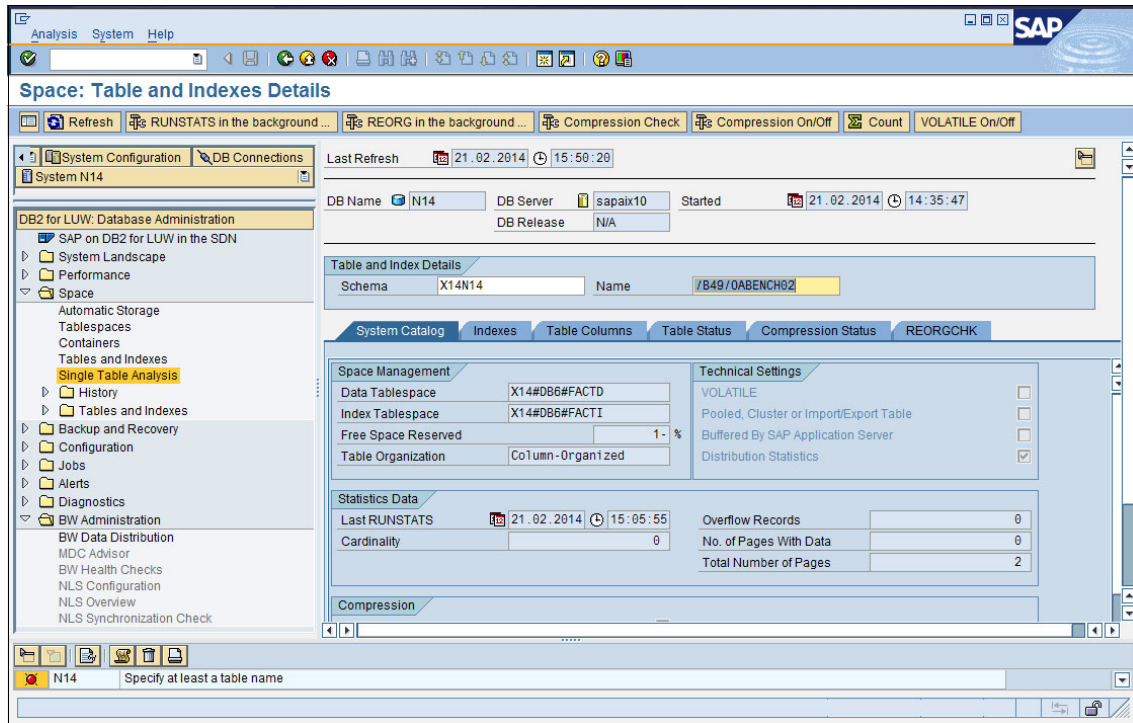 Analysis System Help
SAP
Space: Table and Indexes Details
Refresh RUNSTATS in the background ... REORG in the background ... Compression Check Compression On/Off Count VOLATILE On/Off
System Configuration DB Connections
System N14
Last Refresh 21.02.2014 15:50:20
DB Name N14 DB Server sapaix10 Started 21.02.2014 14:35:47
DB Release N/A
DB2 for LUW: Database Administration
SAP on DB2 for LUW in the SDN
System Landscape
Performance
Space
Automatic Storage
Tablespaces
Containers
Tables and Indexes
Single Table Analysis
History
Tables and Indexes
Backup and Recovery
Configuration
Jobs
Alerts
Diagnostics
BW Administration
BW Data Distribution
MDC Advisor
BW Health Checks
NLS Configuration
NLS Overview
NLS Synchronization Check
Table and Index Details
Schema X14N14 Name /B49/OABENCH02
System Catalog Indexes Table Columns Table Status Compression Status REORGCHK
Space Management
Data Tablespace X14#DB6#FACTD
Index Tablespace X14#DB6#FACTI
Free Space Reserved 1- %
Table Organization Column-Organized
Technical Settings
VOLATILE
Pooled, Cluster or Import/Export Table
Buffered By SAP Application Server
Distribution Statistics
Statistics Data
Last RUNSTATS 21.02.2014 15:05:55 Overflow Records 0
Cardinality 0 No. of Pages With Data 0
Total Number of Pages 2
Compression
N14 Specify at least a table name